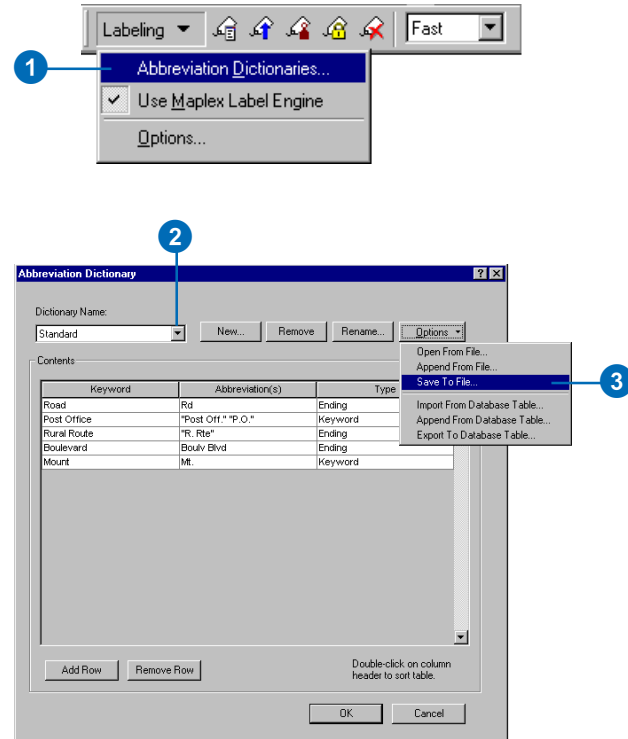 Labeling Fast
1 Abbreviation Dictionaries...
Use Maplex Label Engine
Options...
2
Abbreviation Dictionary
Dictionary Name:
Standard New... Remove Rename... Options
Open From File...
Append From File...
Save To File... 3
Import From Database Table...
Append From Database Table...
Export To Database Table...
Contents
Keyword Abbreviation(s) Type
Road Rd Ending
Post Office "Post Off." "P.O." Keyword
Rural Route "R. Rte" Ending
Boulevard Boulv Blvd Ending
Mount Mt. Keyword
Add Row Remove Row Double-click on column
header to sort table.
OK Cancel